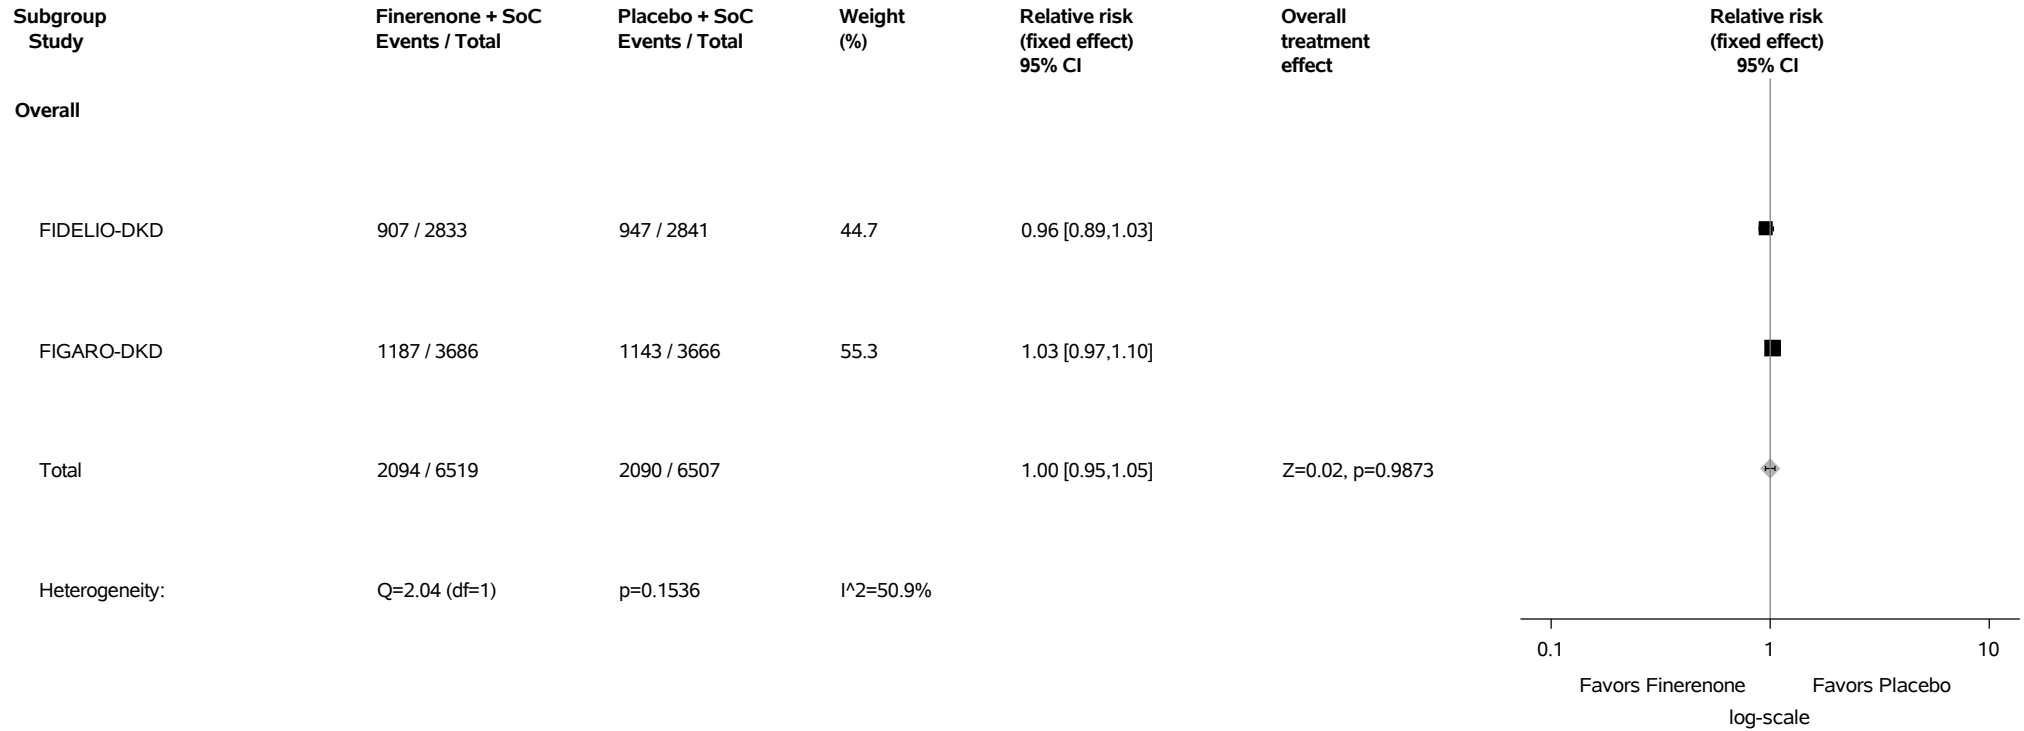 Subgroup Finerenone + SoC Placebo + SoC Weight Relative risk Overall Relative risk
Study Events / Total Events / Total (%) (fixed effect) treatment (fixed effect)
95% CI effect 95% CI
Overall
FIDELIO-DKD 907 / 2833 947 / 2841 44.7 0.96 [0.89,1.03]
FIGARO-DKD 1187 / 3686 1143 / 3666 55.3 1.03 [0.97,1.10]
Total 2094 / 6519 2090 / 6507 1.00 [0.95,1.05] Z=0.02, p=0.9873
Heterogeneity: Q=2.04 (df=1) p=0.1536 I^2=50.9%
0.1 1 10
Favors Finerenone Favors Placebo
log-scale